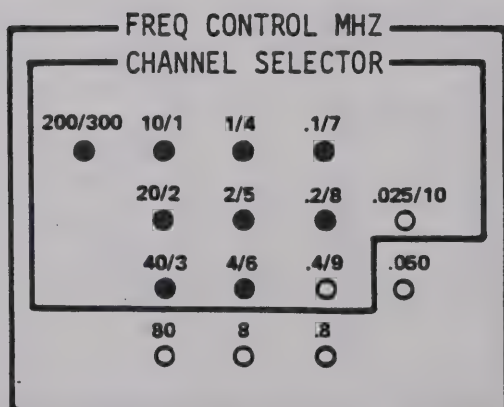 FREQ CONTROL MHZ
CHANNEL SELECTOR
200/300 10/1 1/4 .1/7
20/2 2/5 .2/8 .025/10
40/3 4/6 .4/9 .050
80 8 .8